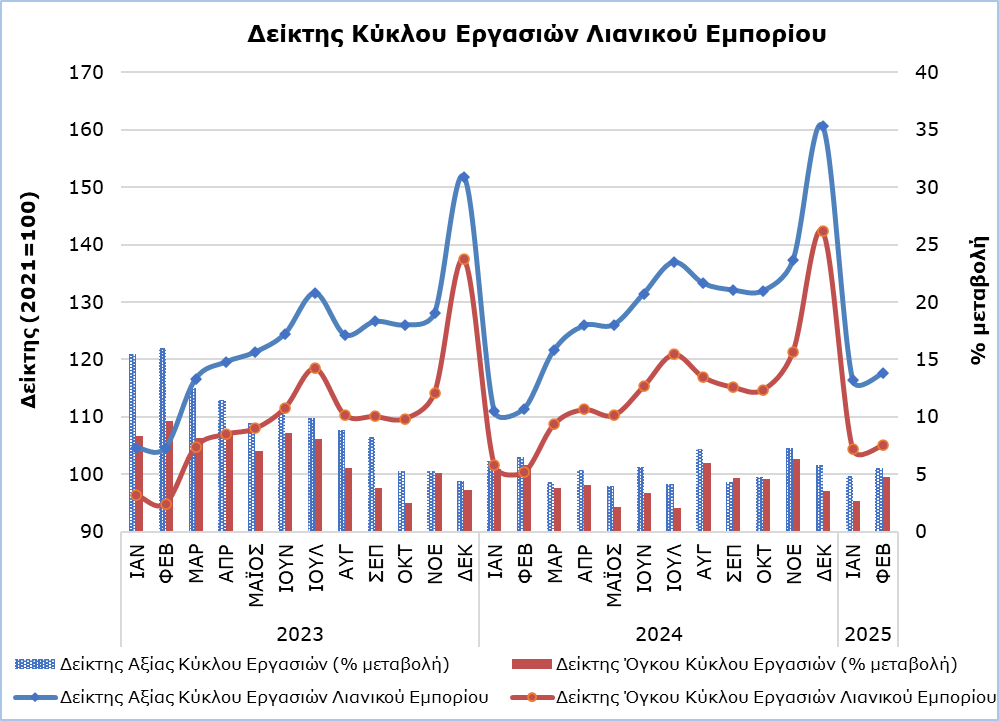 Δείκτης Κύκλου Εργασιών Λιανικού Εμπορίου
170 40
160 35
150 30
140 25
130 20
120 15
110 10
100 5
90 0
Δείκτης (2021=100)
% μεταβολή
ΙΑΝ ΦΕΒ ΜΑΡ ΑΠΡ ΜΑΪΟΣ ΙΟΥΝ ΙΟΥΛ ΑΥΓ ΣΕΠ ΟΚΤ ΝΟΕ ΔΕΚ ΙΑΝ ΦΕΒ ΜΑΡ ΑΠΡ ΜΑΪΟΣ ΙΟΥΝ ΙΟΥΛ ΑΥΓ ΣΕΠ ΟΚΤ ΝΟΕ ΔΕΚ ΙΑΝ ΦΕΒ
2023 2024 2025
Δείκτης Αξίας Κύκλου Εργασιών (% μεταβολή) Δείκτης Όγκου Κύκλου Εργασιών (% μεταβολή)
Δείκτης Αξίας Κύκλου Εργασιών Λιανικού Εμπορίου Δείκτης Όγκου Κύκλου Εργασιών Λιανικού Εμπορίου